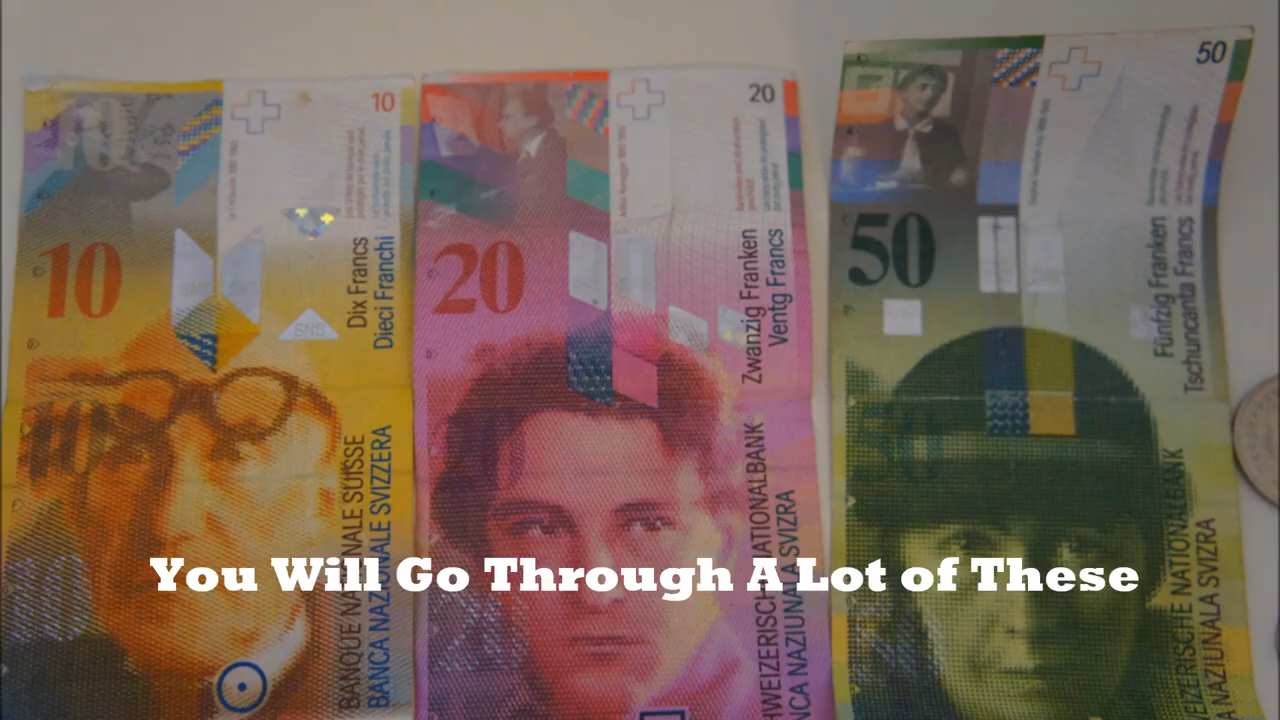 10
10
Dix Francs
Dieci Franchi
BANQUE NATIONALE SUISSE
BANCA NAZIONALE SVIZZERA
20
20
Zwanzig Franken
Ventg Francs
SCHWEIZERISCHE NATIONALBANK
BANCA NAZIUNALA SVIZRA
50
50
50
Fünfzig Franken
Tschuncanta Francs
EIZERISCHE NATIONALBANK
A NAZIUNALA SVIZRA
You Will Go Through A Lot of These